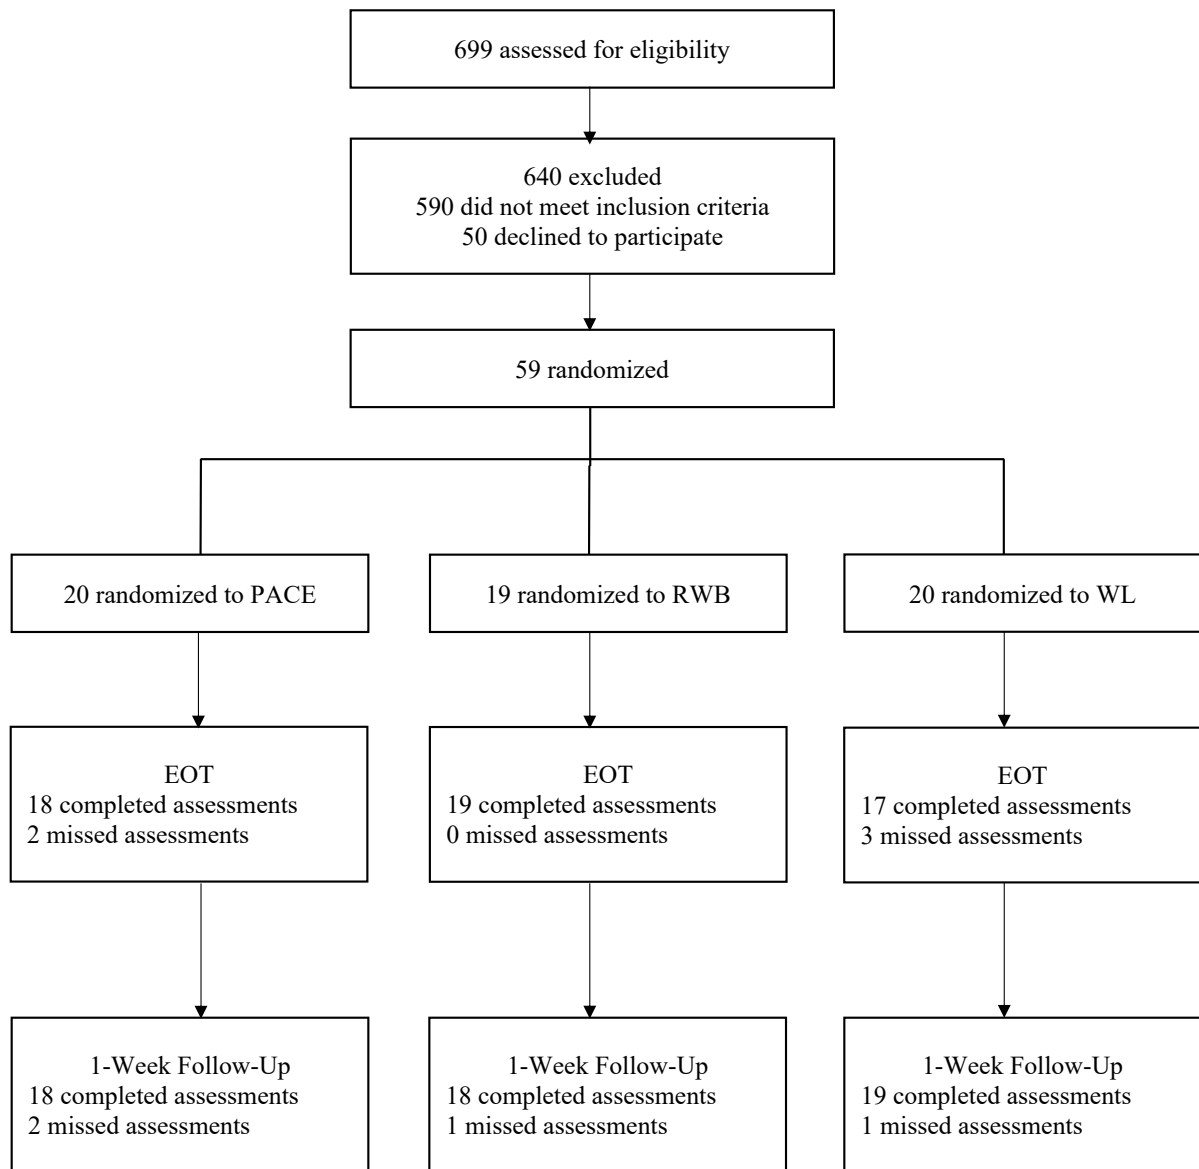 699 assessed for eligibility
640 excluded
590 did not meet inclusion criteria
50 declined to participate
59 randomized
20 randomized to PACE
19 randomized to RWB
20 randomized to WL
EOT
18 completed assessments
2 missed assessments
EOT
19 completed assessments
0 missed assessments
EOT
17 completed assessments
3 missed assessments
1-Week Follow-Up
18 completed assessments
2 missed assessments
1-Week Follow-Up
18 completed assessments
1 missed assessments
1-Week Follow-Up
19 completed assessments
1 missed assessments